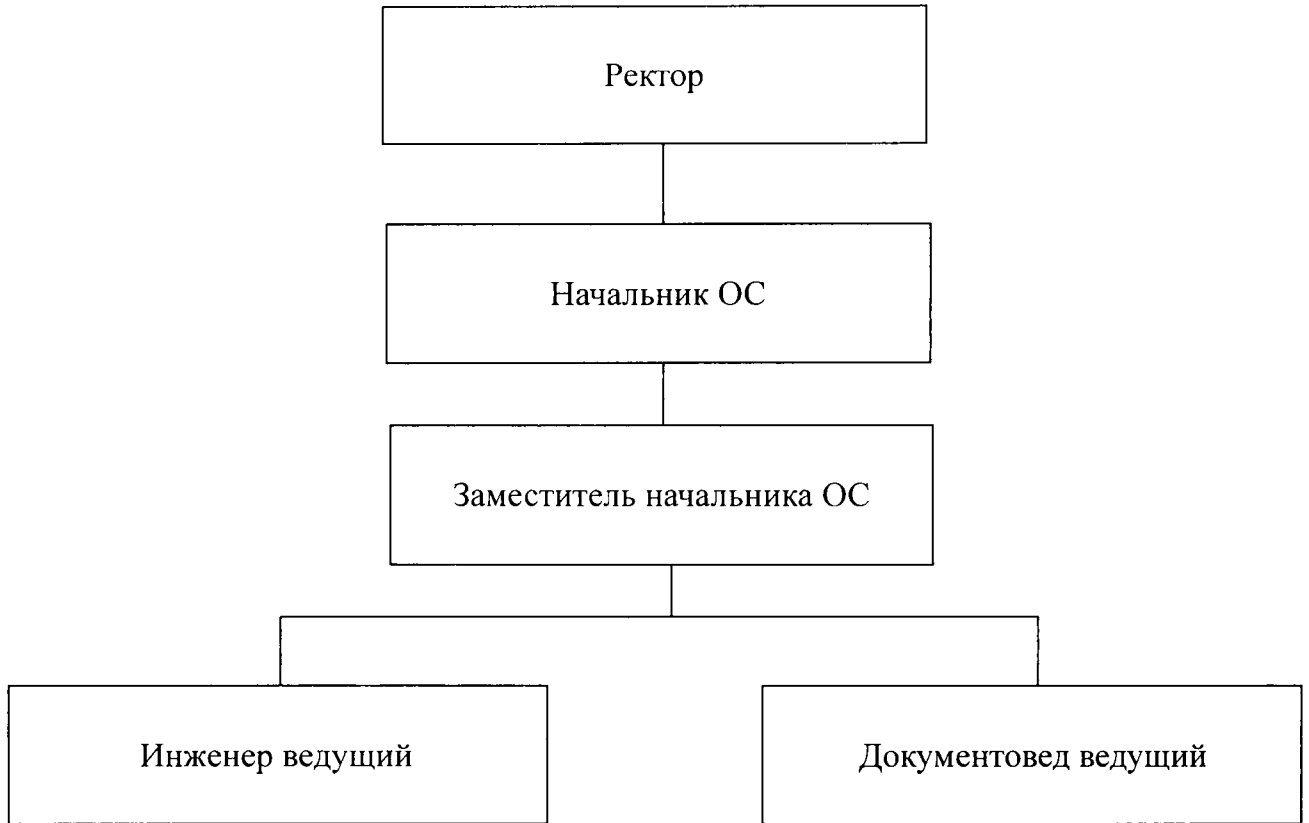 Ректор
Начальник ОС
Заместитель начальника ОС
Инженер ведущий
Документовед ведущий